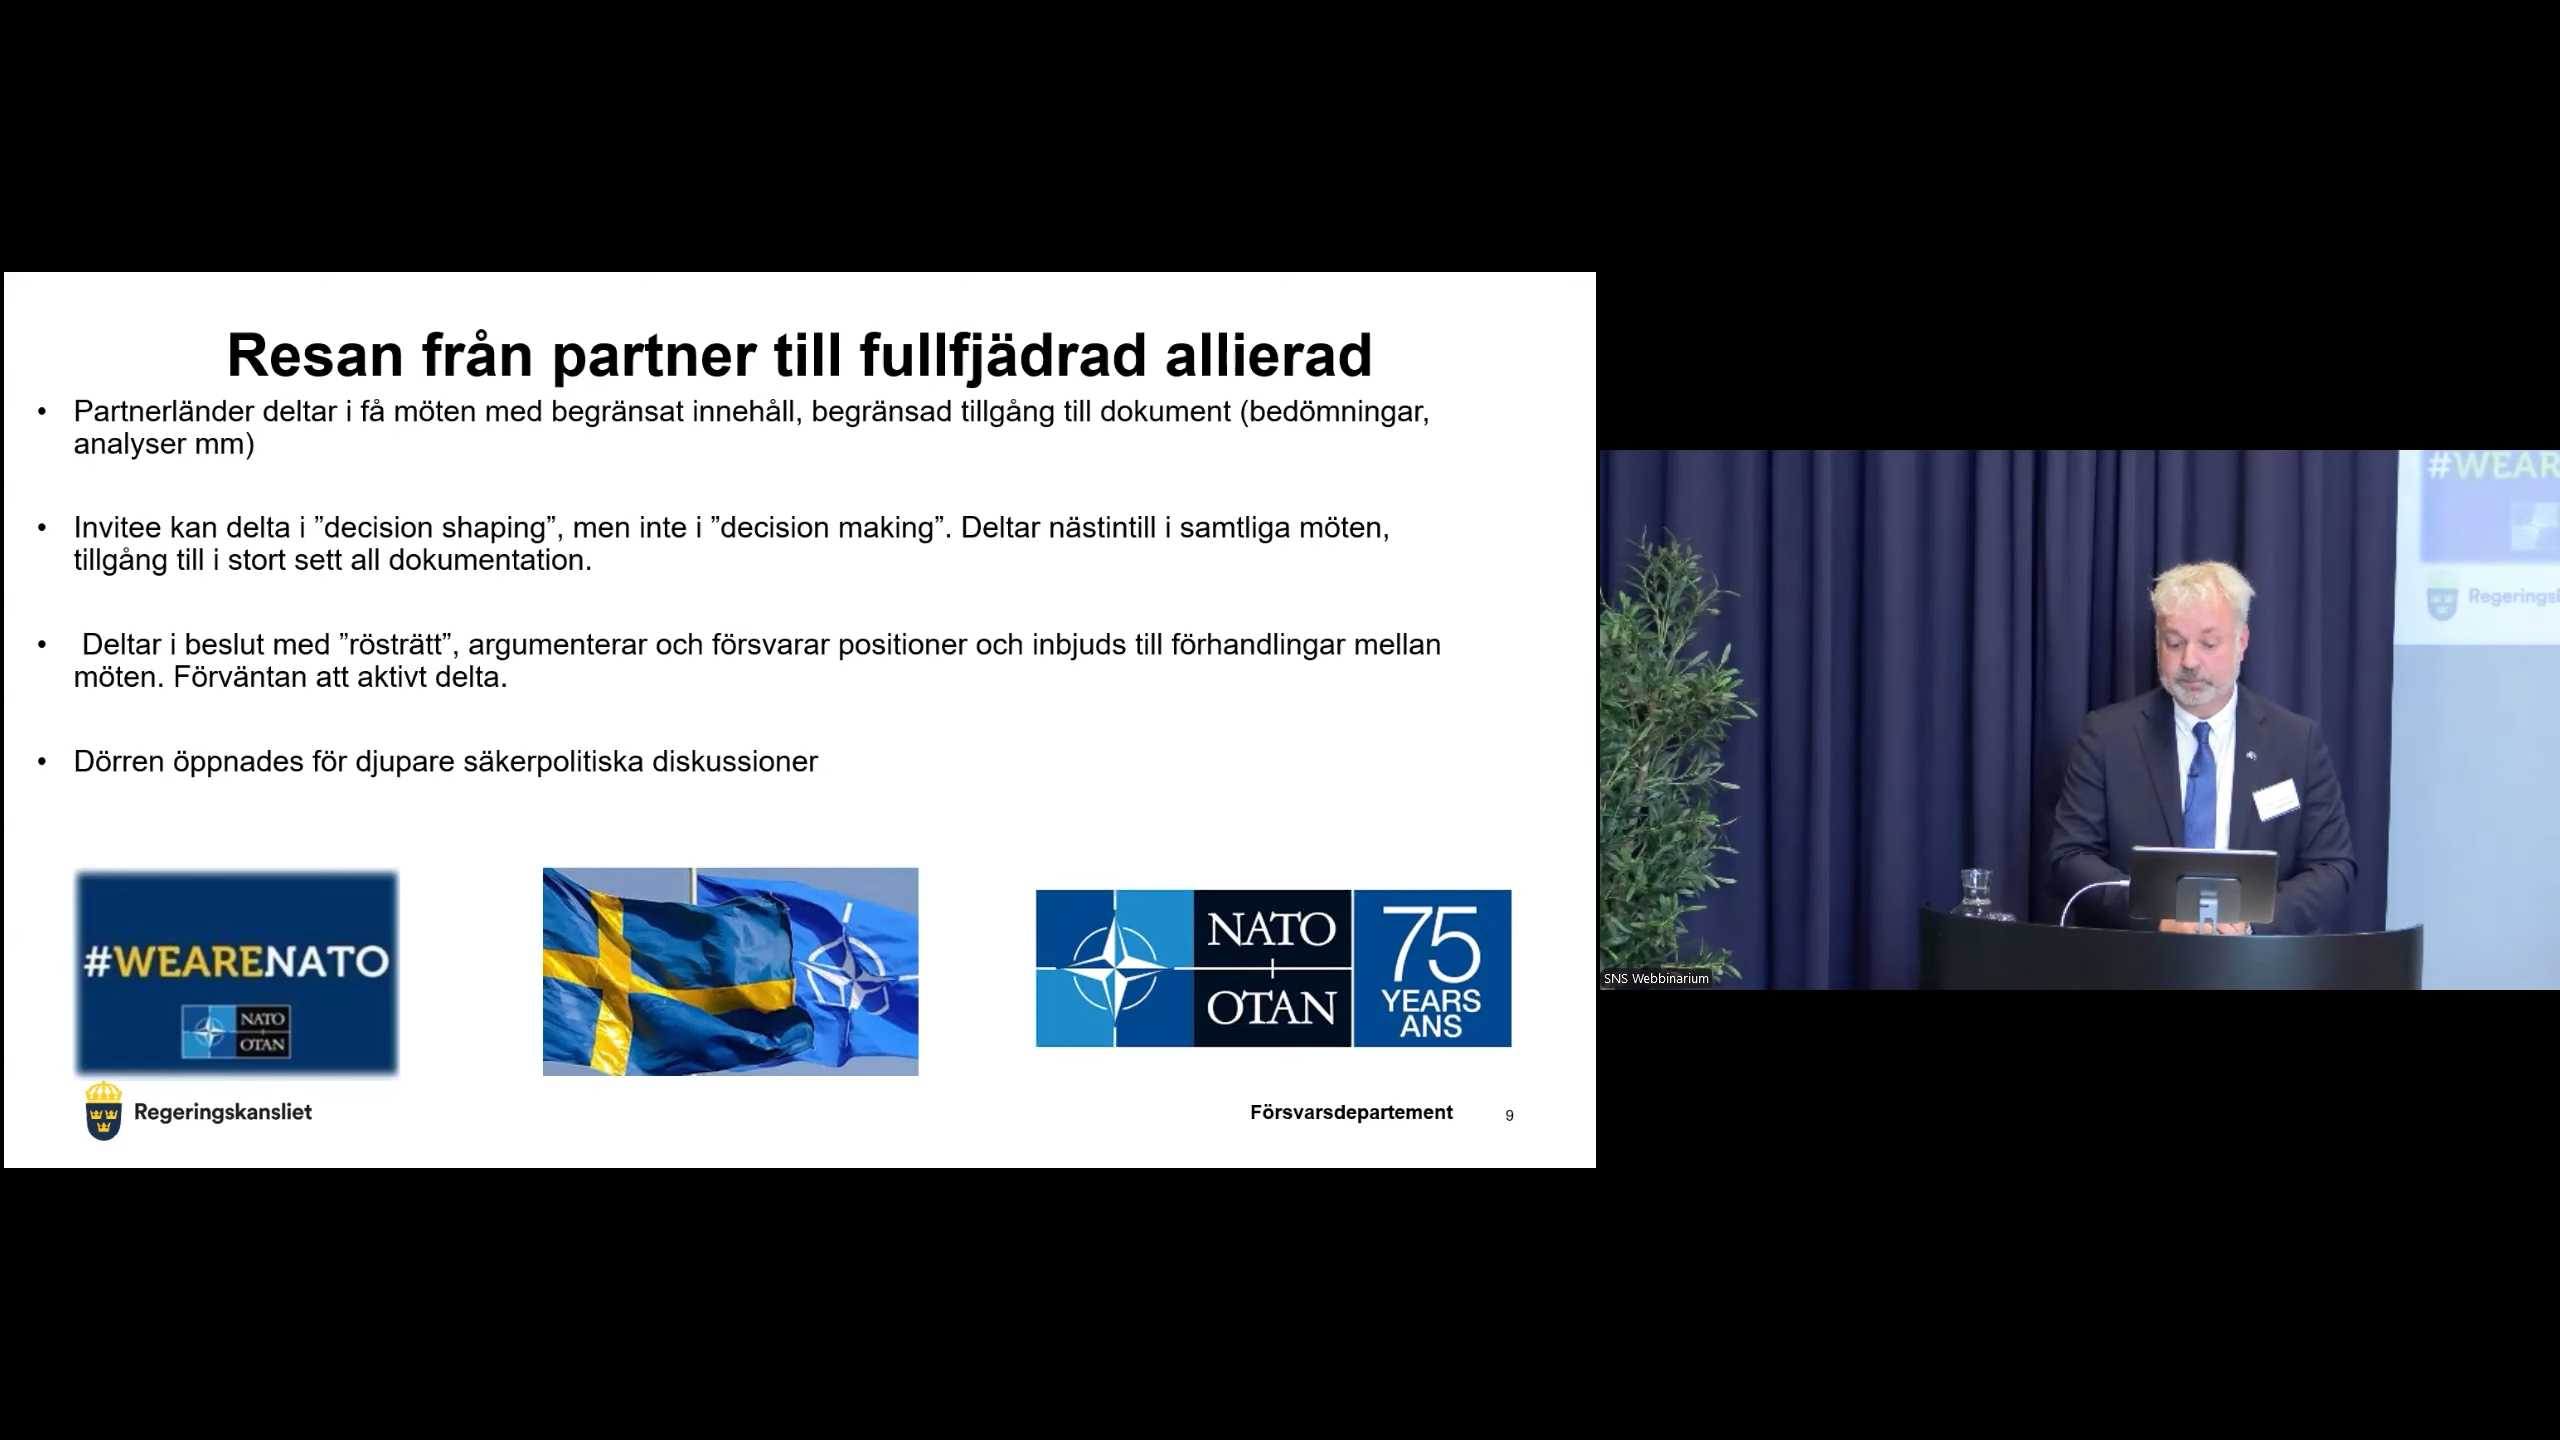 Resan från partner till fullfjädrad allierad
• Partnerländer deltar i få möten med begränsat innehåll, begränsad tillgång till dokument (bedömningar,
analyser mm)
• Invitee kan delta i ”decision shaping”, men inte i ”decision making”. Deltar nästintill i samtliga möten,
tillgång till i stort sett all dokumentation.
• Deltar i beslut med ”rösträtt”, argumenterar och försvarar positioner och inbjuds till förhandlingar mellan
möten. Förväntan att aktivt delta.
• Dörren öppnades för djupare säkerpolitiska diskussioner
#WEARENATO
NATO
OTAN
NATO
OTAN
75
YEARS
ANS
Regeringskansliet
Försvarsdepartement
9
#WEAR
Regerings
SNS Webbinarium